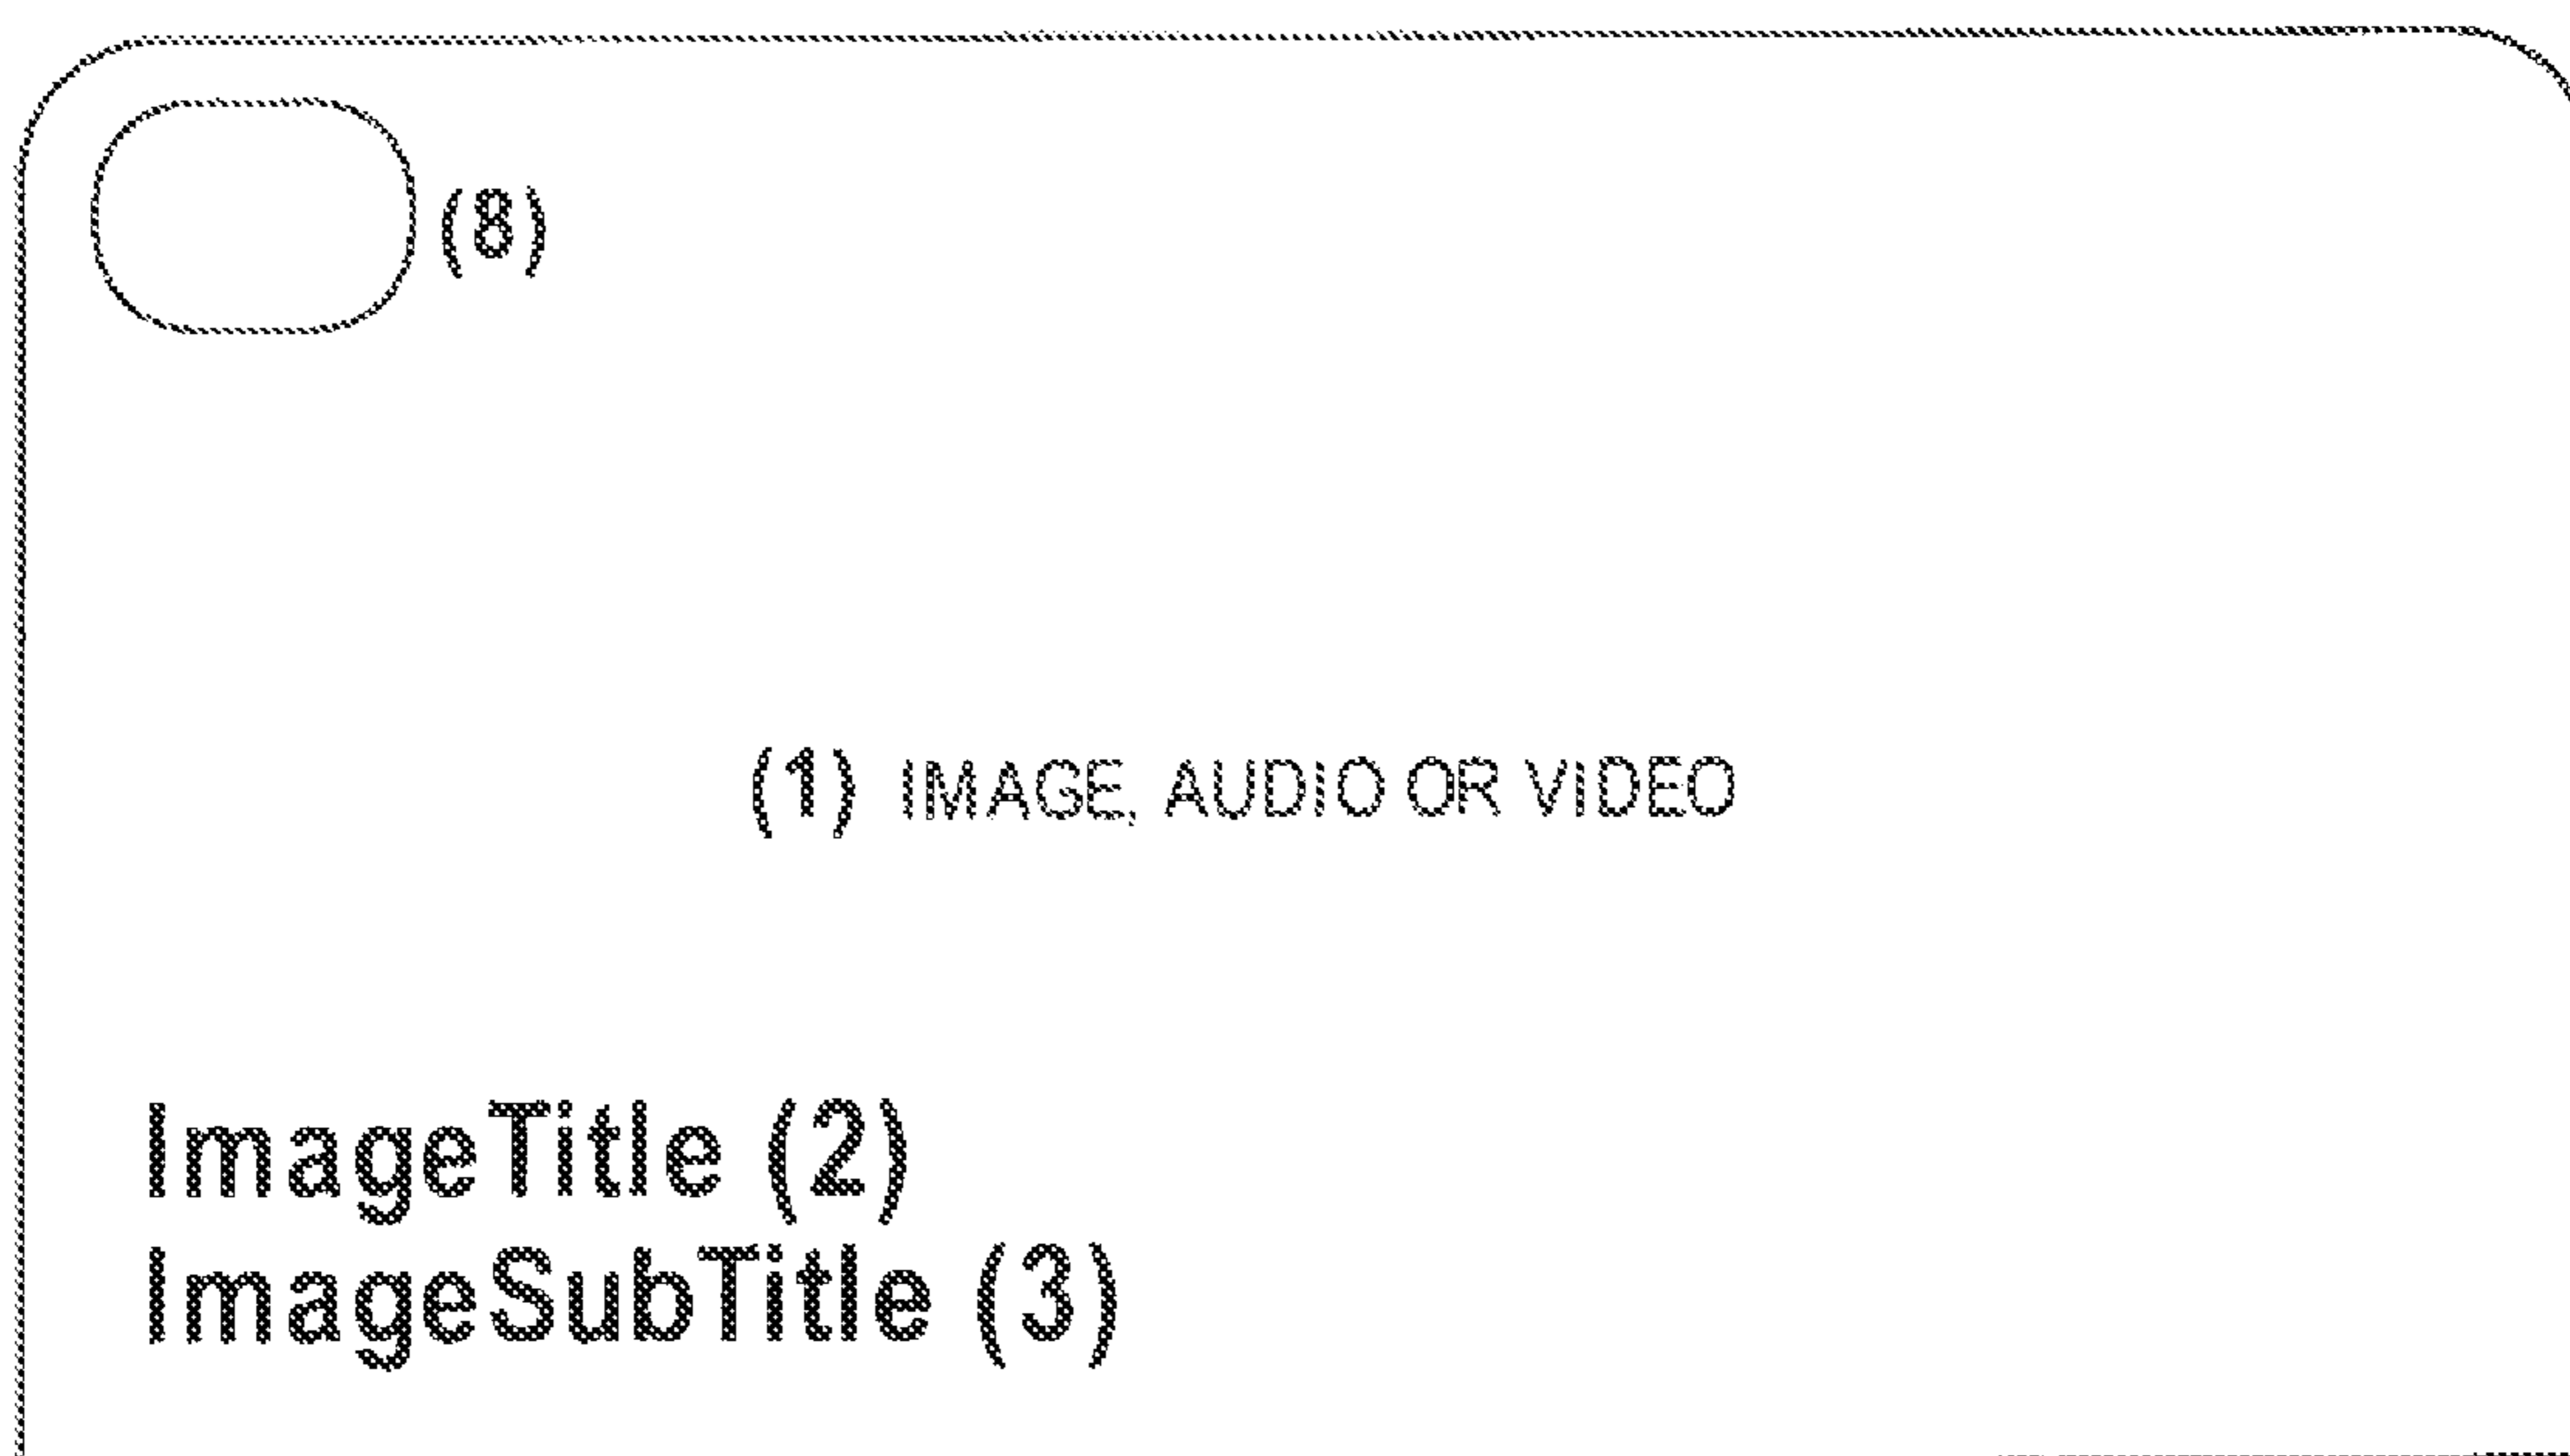 (8)
(1) IMAGE, AUDIO OR VIDEO
ImageTitle (2)
ImageSubTitle (3)